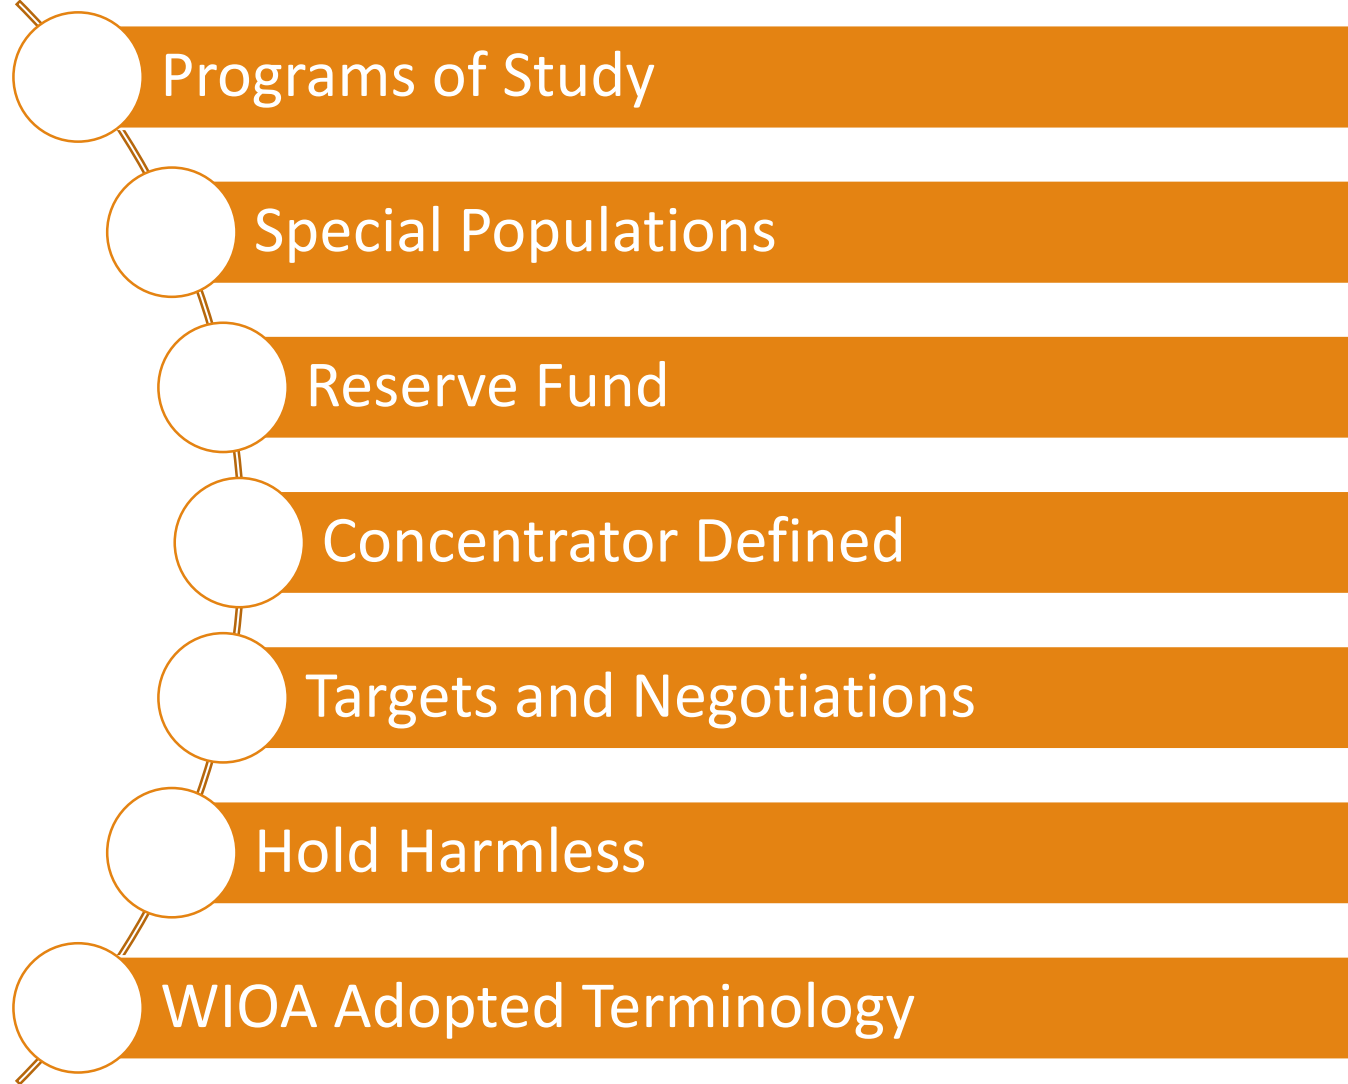 Programs of Study
Special Populations
Reserve Fund
Concentrator Defined
Targets and Negotiations
Hold Harmless
WIOA Adopted Terminology